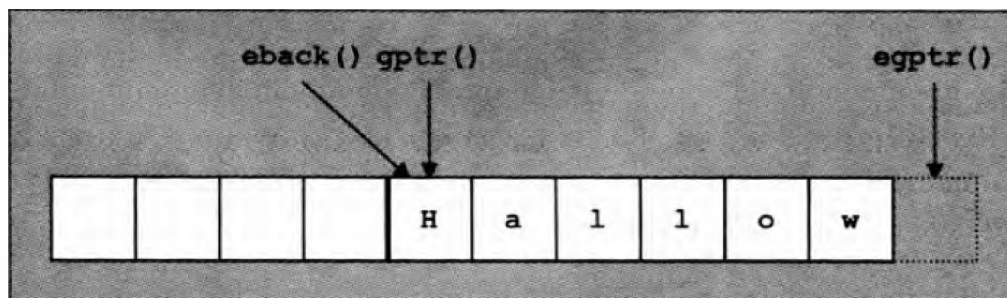 eback() gptr() egptr()
H a l l o w